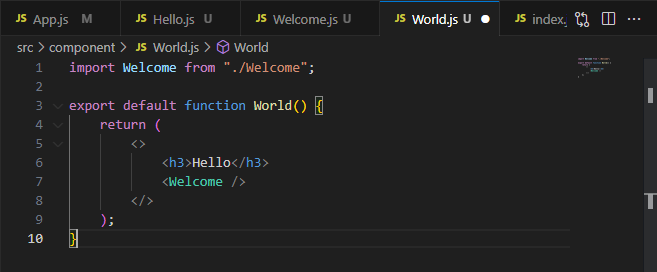 JS App.js M JS Hello.js U JS Welcome.js U JS World.js U ● JS index.
src > component > JS World.js > World
1 import Welcome from "./Welcome";
2
3 export default function World() {
4 return (
5 <>
6 <h3>Hello</h3>
7 <Welcome />
8 </>
9 );
10 }